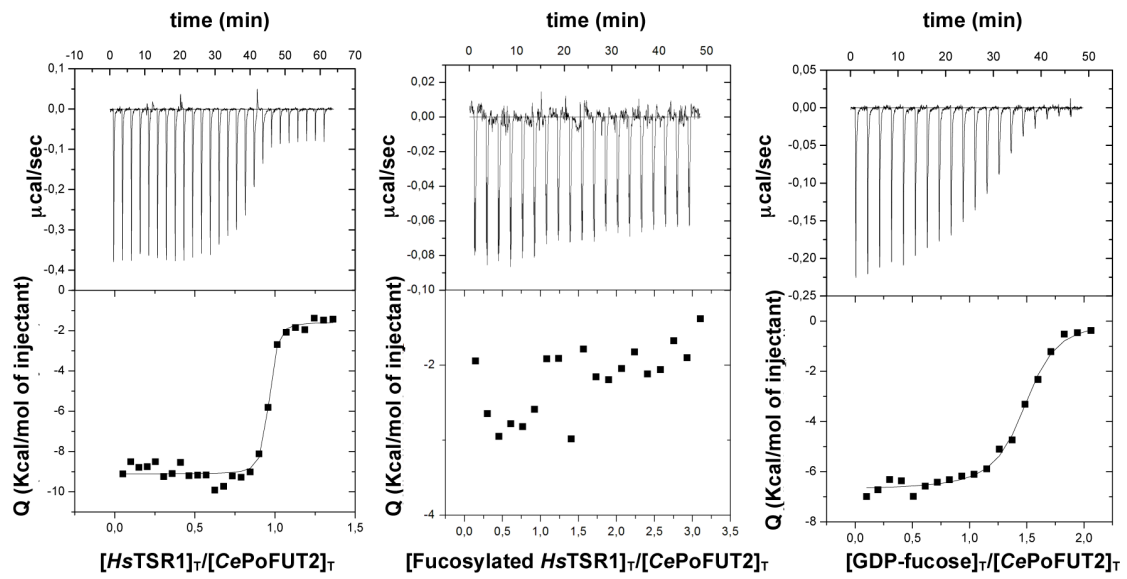 time (min)
-10 0 10 20 30 40 50 60 70
0,1
0,0
-0,1
-0,2
-0,3
-0,4
µcal/sec
0
-2
-4
-6
-8
-10
Q (Kcal/mol of injectant)
0,0 0,5 1,0 1,5
[HsTSR1]T/[CePoFUT2]T
time (min)
0 10 20 30 40 50
0,02
0,00
-0,02
-0,04
-0,06
-0,08
-0,10
µcal/sec
-2
-4
Q (Kcal/mol of injectant)
0,0 0,5 1,0 1,5 2,0 2,5 3,0 3,5
[Fucosylated HsTSR1]T/[CePoFUT2]T
time (min)
0 10 20 30 40 50
0,05
0,00
-0,05
-0,10
-0,15
-0,20
-0,25
µcal/sec
0
-2
-4
-6
-8
Q (Kcal/mol of injectant)
0,0 0,5 1,0 1,5 2,0
[GDP-fucose]T/[CePoFUT2]T